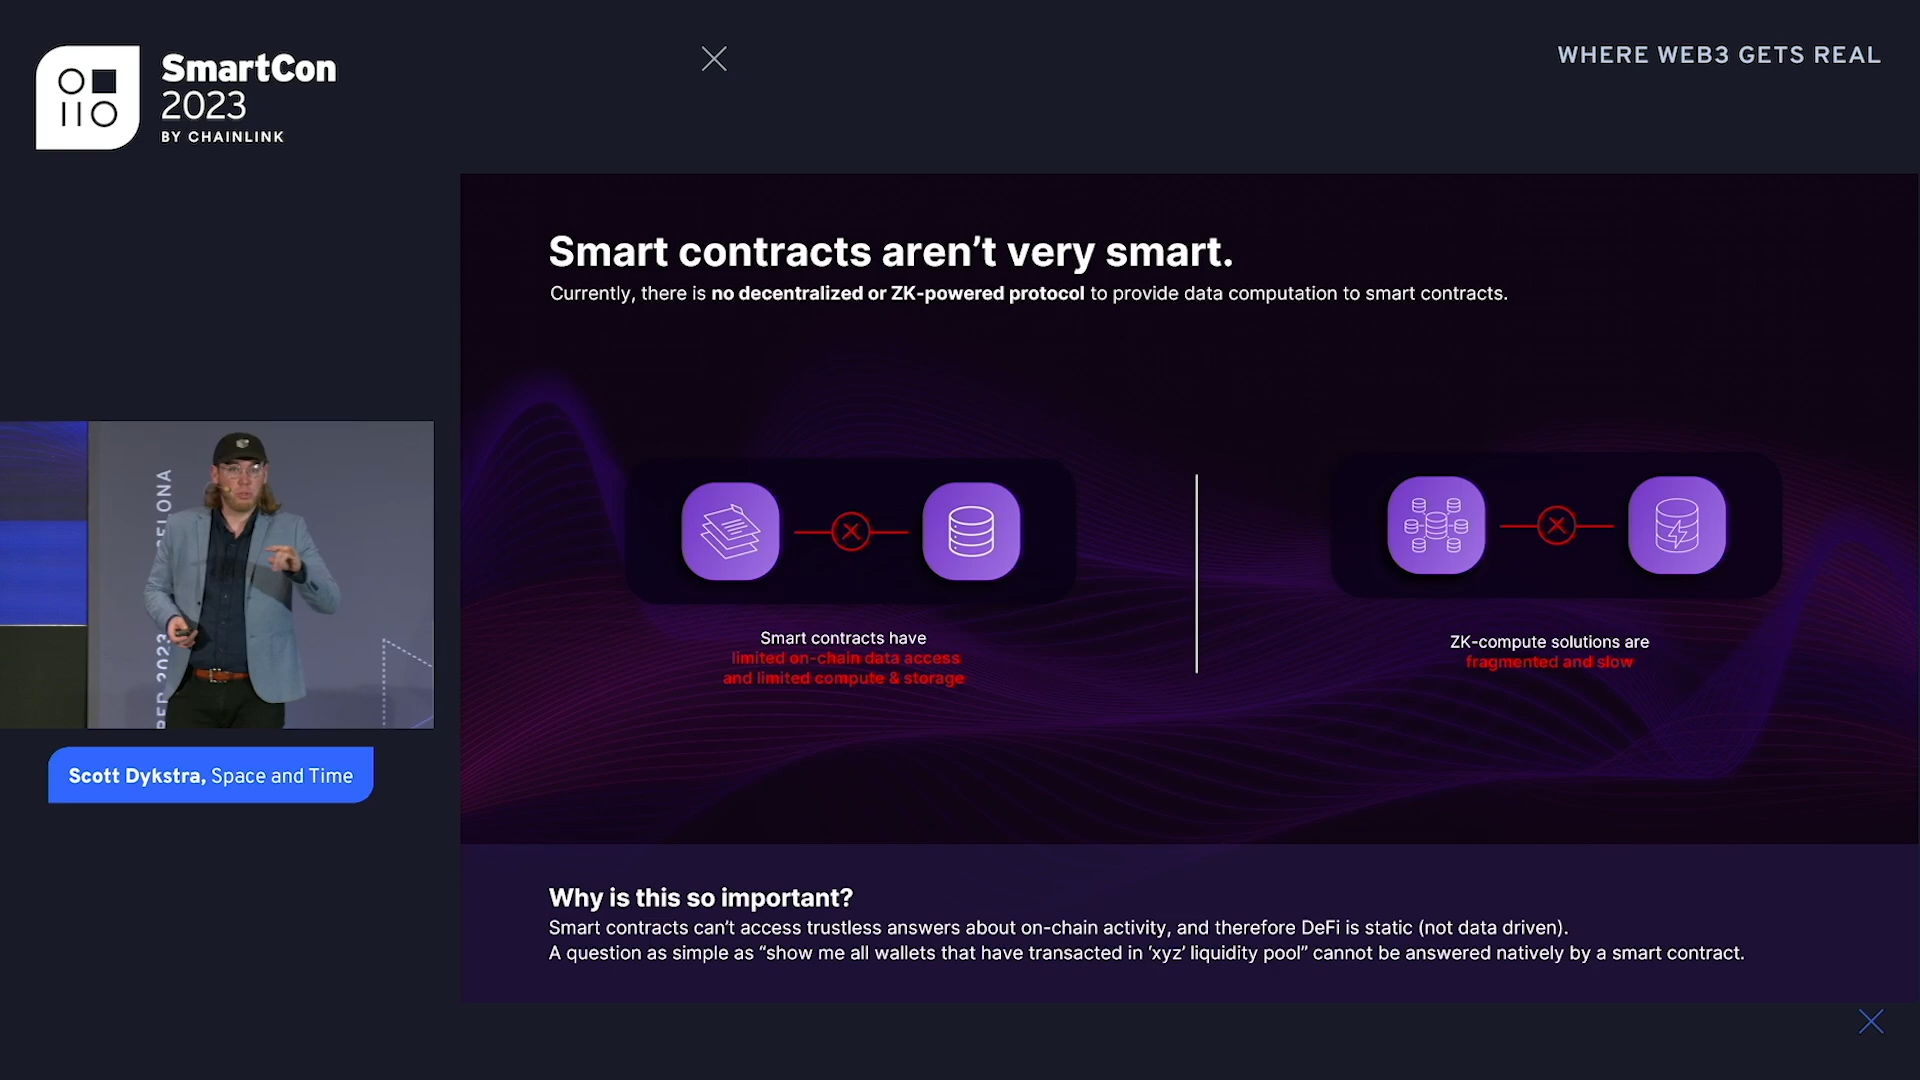 SmartCon
2023
BY CHAINLINK
WHERE WEB3 GETS REAL
Smart contracts aren’t very smart.
Currently, there is no decentralized or ZK-powered protocol to provide data computation to smart contracts.
Smart contracts have
limited on-chain data access
and limited compute & storage
ZK-compute solutions are
fragmented and slow
Scott Dykstra, Space and Time
Why is this so important?
Smart contracts can’t access trustless answers about on-chain activity, and therefore DeFi is static (not data driven).
A question as simple as “show me all wallets that have transacted in ‘xyz’ liquidity pool” cannot be answered natively by a smart contract.